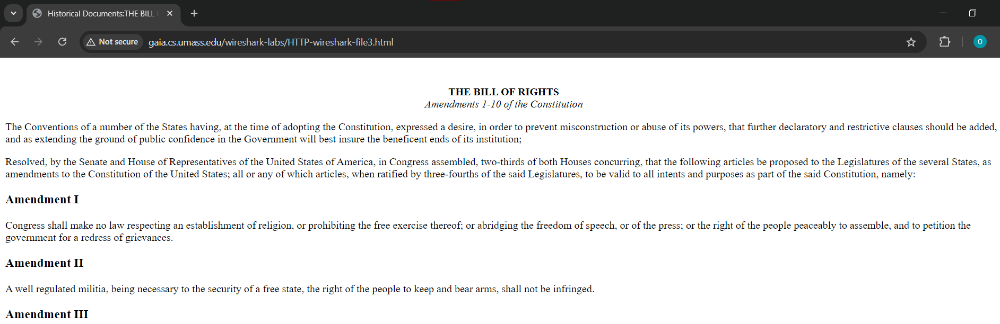 Historical Documents:THE BILL
Not secure
gaia.cs.umass.edu/wireshark-labs/HTTP-wireshark-file3.html
O
THE BILL OF RIGHTS
Amendments 1-10 of the Constitution
The Conventions of a number of the States having, at the time of adopting the Constitution, expressed a desire, in order to prevent misconstruction or abuse of its powers, that further declaratory and restrictive clauses should be added,
and as extending the ground of public confidence in the Government will best insure the beneficent ends of its institution;
Resolved, by the Senate and House of Representatives of the United States of America, in Congress assembled, two-thirds of both Houses concurring, that the following articles be proposed to the Legislatures of the several States, as
amendments to the Constitution of the United States; all or any of which articles, when ratified by three-fourths of the said Legislatures, to be valid to all intents and purposes as part of the said Constitution, namely:
Amendment I
Congress shall make no law respecting an establishment of religion, or prohibiting the free exercise thereof; or abridging the freedom of speech, or of the press; or the right of the people peaceably to assemble, and to petition the
government for a redress of grievances.
Amendment II
A well regulated militia, being necessary to the security of a free state, the right of the people to keep and bear arms, shall not be infringed.
Amendment III